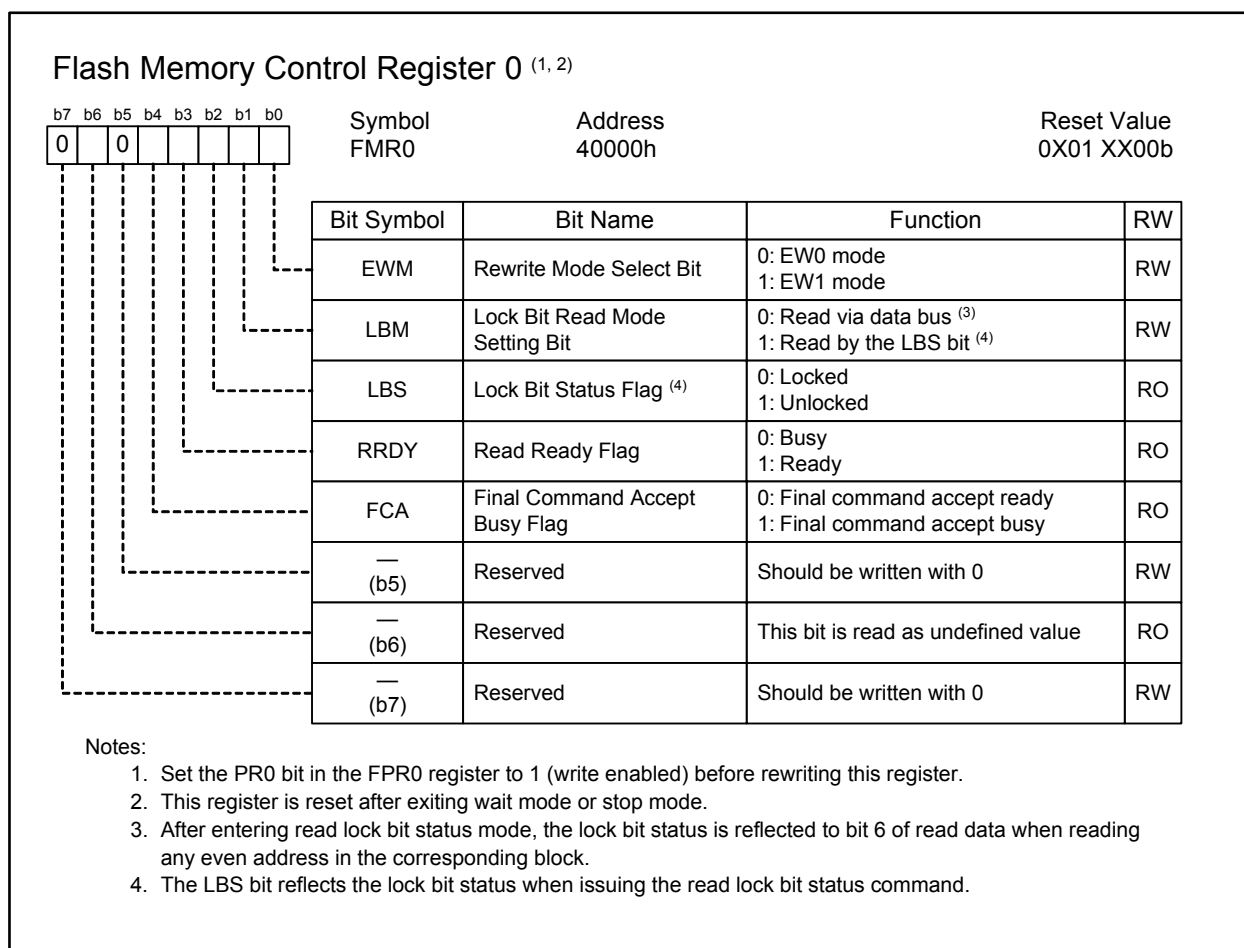 Flash Memory Control Register 0 (1, 2)
b7 b6 b5 b4 b3 b2 b1 b0
0 0
Symbol Address Reset Value
FMR0 40000h 0X01 XX00b
Bit Symbol Bit Name Function RW
EWM Rewrite Mode Select Bit 0: EW0 mode
1: EW1 mode RW
LBM Lock Bit Read Mode
Setting Bit 0: Read via data bus (3)
1: Read by the LBS bit (4) RW
LBS Lock Bit Status Flag (4) 0: Locked
1: Unlocked RO
RRDY Read Ready Flag 0: Busy
1: Ready RO
FCA Final Command Accept
Busy Flag 0: Final command accept ready
1: Final command accept busy RO
—
(b5) Reserved Should be written with 0 RW
—
(b6) Reserved This bit is read as undefined value RO
—
(b7) Reserved Should be written with 0 RW
Notes:
1. Set the PR0 bit in the FPR0 register to 1 (write enabled) before rewriting this register.
2. This register is reset after exiting wait mode or stop mode.
3. After entering read lock bit status mode, the lock bit status is reflected to bit 6 of read data when reading
any even address in the corresponding block.
4. The LBS bit reflects the lock bit status when issuing the read lock bit status command.